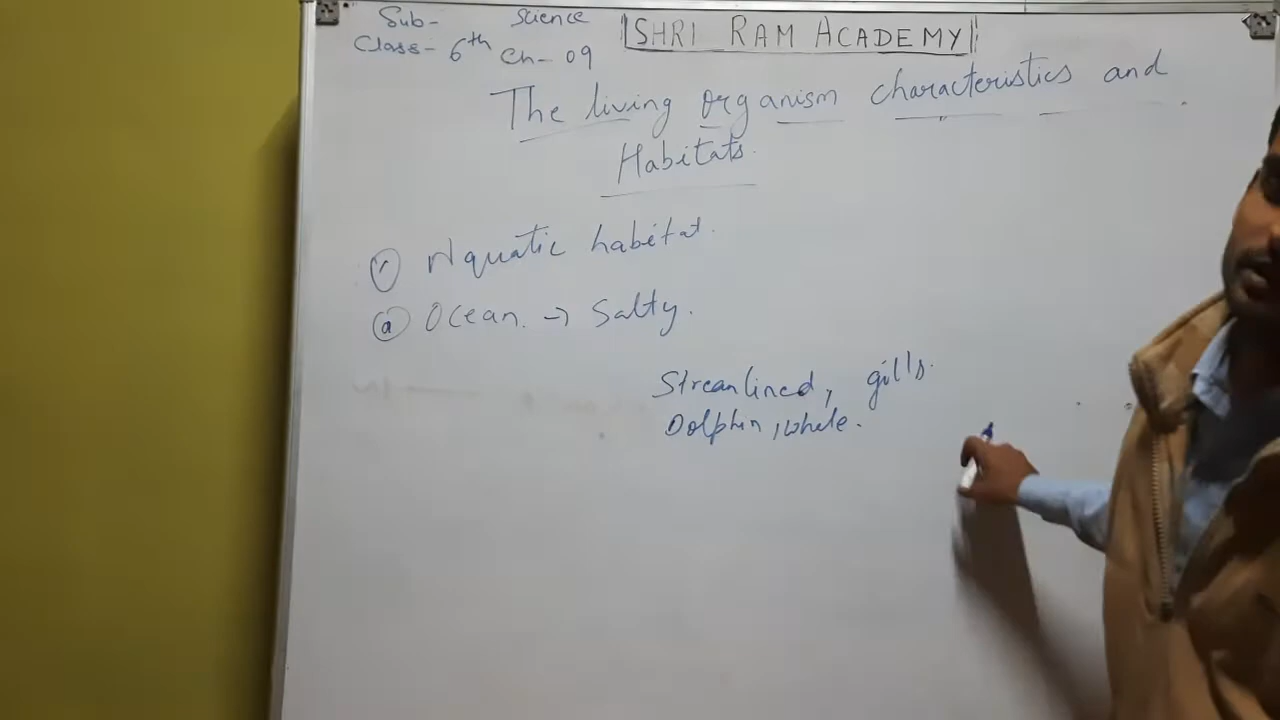 Sub- Science
Class- 6th Ch- 09
SHRI RAM ACADEMY
The living organism characteristics and
Habitats.
(1) Aquatic habitat.
(a) Ocean. → Salty.
Streanlined, gills.
Dolphin, whale.